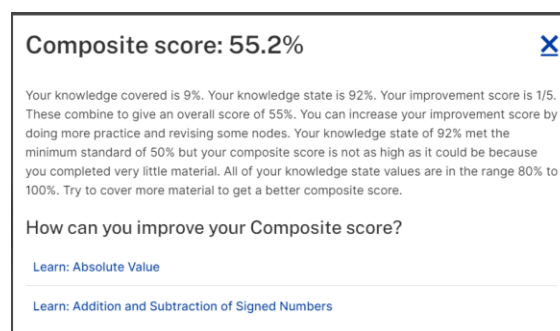 Composite score: 55.2%
X
Your knowledge covered is 9%. Your knowledge state is 92%. Your improvement score is 1/5.
These combine to give an overall score of 55%. You can increase your improvement score by
doing more practice and revising some nodes. Your knowledge state of 92% met the
minimum standard of 50% but your composite score is not as high as it could be because
you completed very little material. All of your knowledge state values are in the range 80% to
100%. Try to cover more material to get a better composite score.
How can you improve your Composite score?
Learn: Absolute Value
Learn: Addition and Subtraction of Signed Numbers